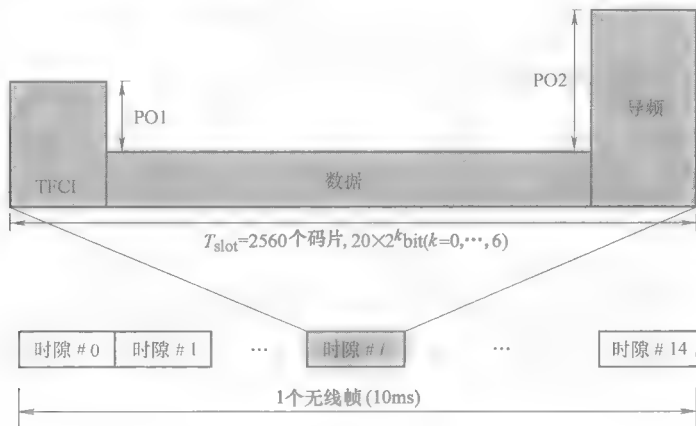 PO2
导频
PO1
TFCI
数据
T_slot=2560个码片, 20×2^k bit(k=0,…,6)
时隙 # 0
时隙 # 1
…
时隙 # i
…
时隙 # 14
1个无线帧(10ms)